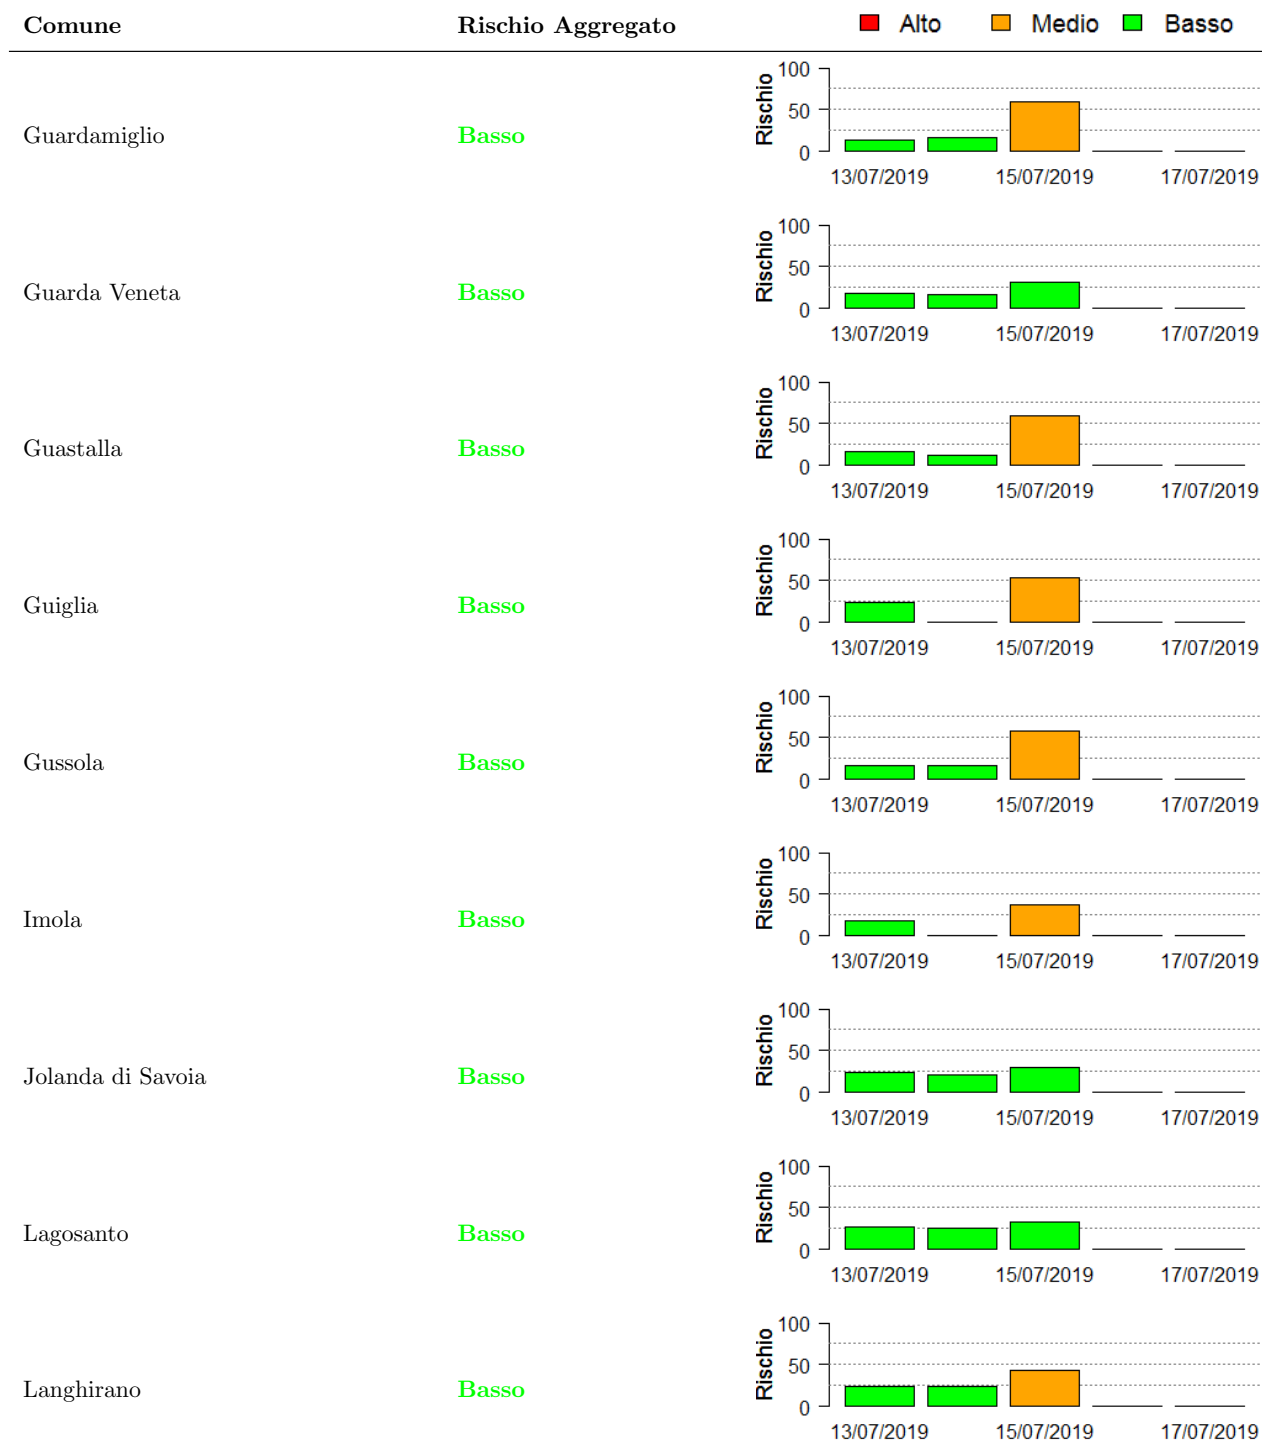 Comune Rischio Aggregato Alto Medio Basso
Guardamiglio Basso Rischio 100 50 0
13/07/2019 15/07/2019 17/07/2019
Guarda Veneta Basso Rischio 100 50 0
13/07/2019 15/07/2019 17/07/2019
Guastalla Basso Rischio 100 50 0
13/07/2019 15/07/2019 17/07/2019
Guiglia Basso Rischio 100 50 0
13/07/2019 15/07/2019 17/07/2019
Gussola Basso Rischio 100 50 0
13/07/2019 15/07/2019 17/07/2019
Imola Basso Rischio 100 50 0
13/07/2019 15/07/2019 17/07/2019
Jolanda di Savoia Basso Rischio 100 50 0
13/07/2019 15/07/2019 17/07/2019
Lagosanto Basso Rischio 100 50 0
13/07/2019 15/07/2019 17/07/2019
Langhirano Basso Rischio 100 50 0
13/07/2019 15/07/2019 17/07/2019